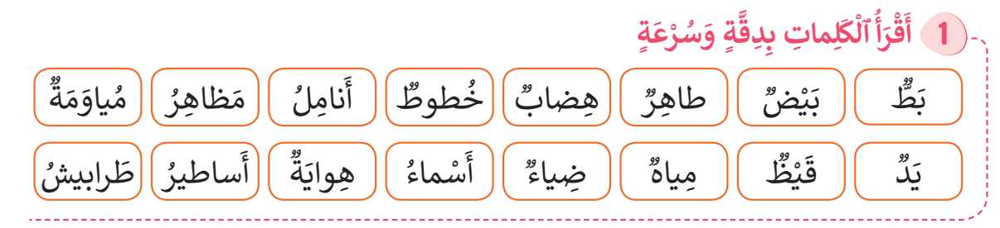 1 أَقْرَأُ ٱلْكَلِماتِ بِدِقَّةٍ وَسُرْعَةٍ
بَطٌّ بَيْضٌ طاهِرٌ هِضابٌ خُطوطٌ أَنامِلُ مَظاهِرُ مُياوَمَةٌ
يَدٌ قَيْظٌ مِياهٌ ضِياءٌ أَسْماءُ هِوايَةٌ أَساطيرُ طَرابيشُ